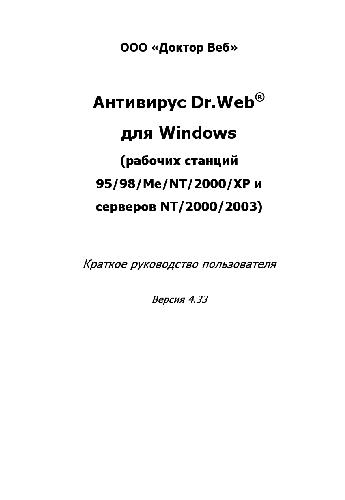 ООО «Доктор Веб»
Антивирус Dr.Web®
для Windows
(рабочих станций
95/98/Me/NT/2000/XP и
серверов NT/2000/2003)
Краткое руководство пользователя
Версия 4.33